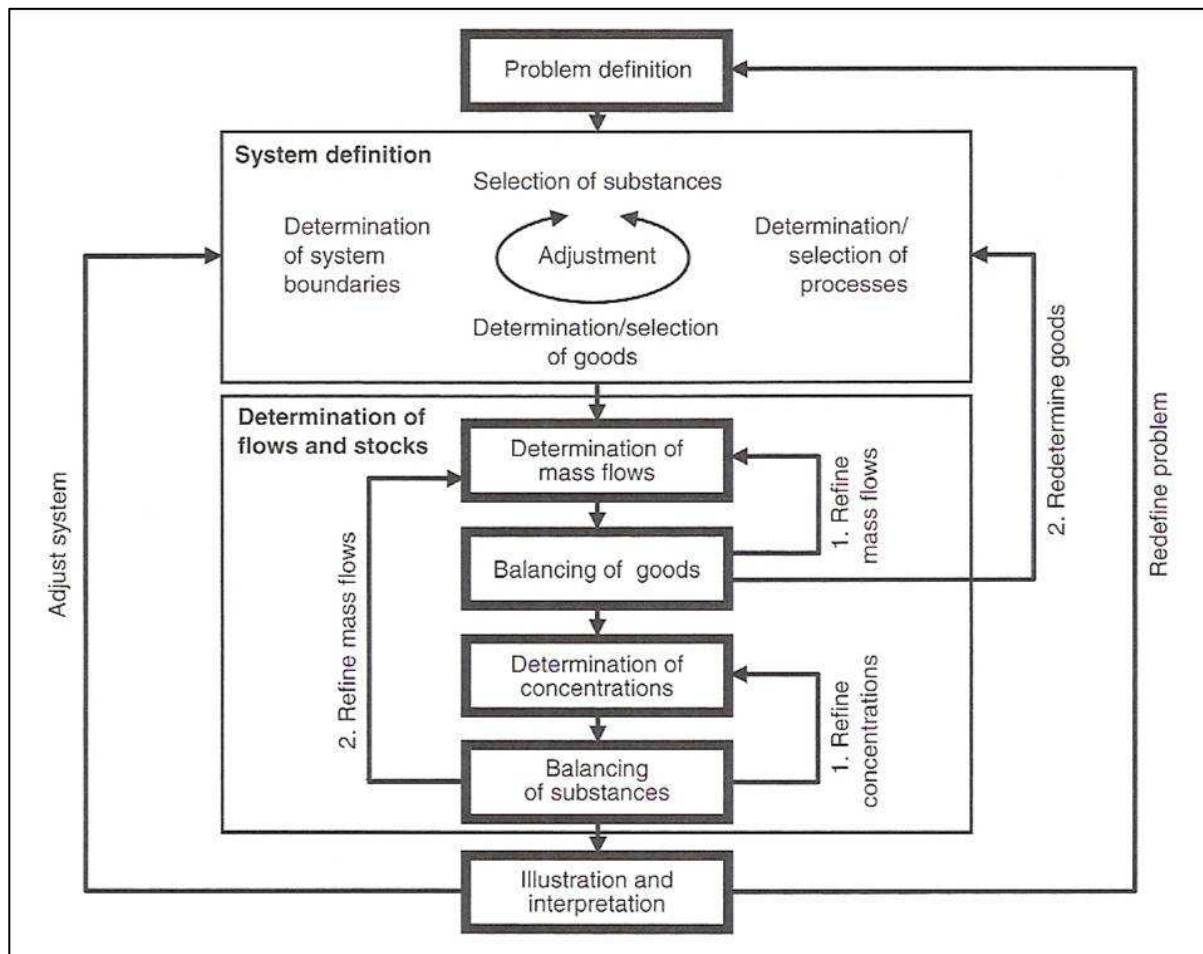 Problem definition
System definition
Selection of substances
Determination
of system
boundaries
Adjustment
Determination/
selection of
processes
Determination/selection
of goods
Determination of
flows and stocks
Determination of
mass flows
1. Refine
mass flows
Balancing of goods
Determination of
concentrations
1. Refine
concentrations
Balancing
of substances
2. Refine mass flows
2. Redetermine goods
Adjust system
Redefine problem
Illustration and
interpretation